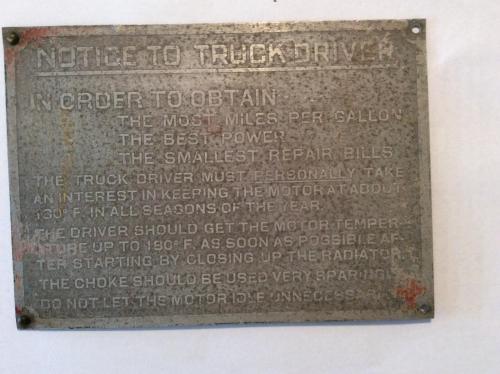 NOTICE TO TRUCK DRIVER
IN ORDER TO OBTAIN
THE MOST MILES PER GALLON
THE BEST POWER
THE SMALLEST REPAIR BILLS
THE TRUCK DRIVER MUST PERSONALLY TAKE
AN INTEREST IN KEEPING THE MOTOR AT ABOUT
F. IN ALL SEASONS OF THE YEAR.
THE DRIVER SHOULD GET THE MOTOR TEMPER-
ATURE UP TO 180° F. AS SOON AS POSSIBLE AF-
TER STARTING BY CLOSING UP THE RADIATOR.
THE CHOKE SHOULD BE USED VERY SPARINGLY
DO NOT LET THE MOTOR IDLE UNNECESSARILY